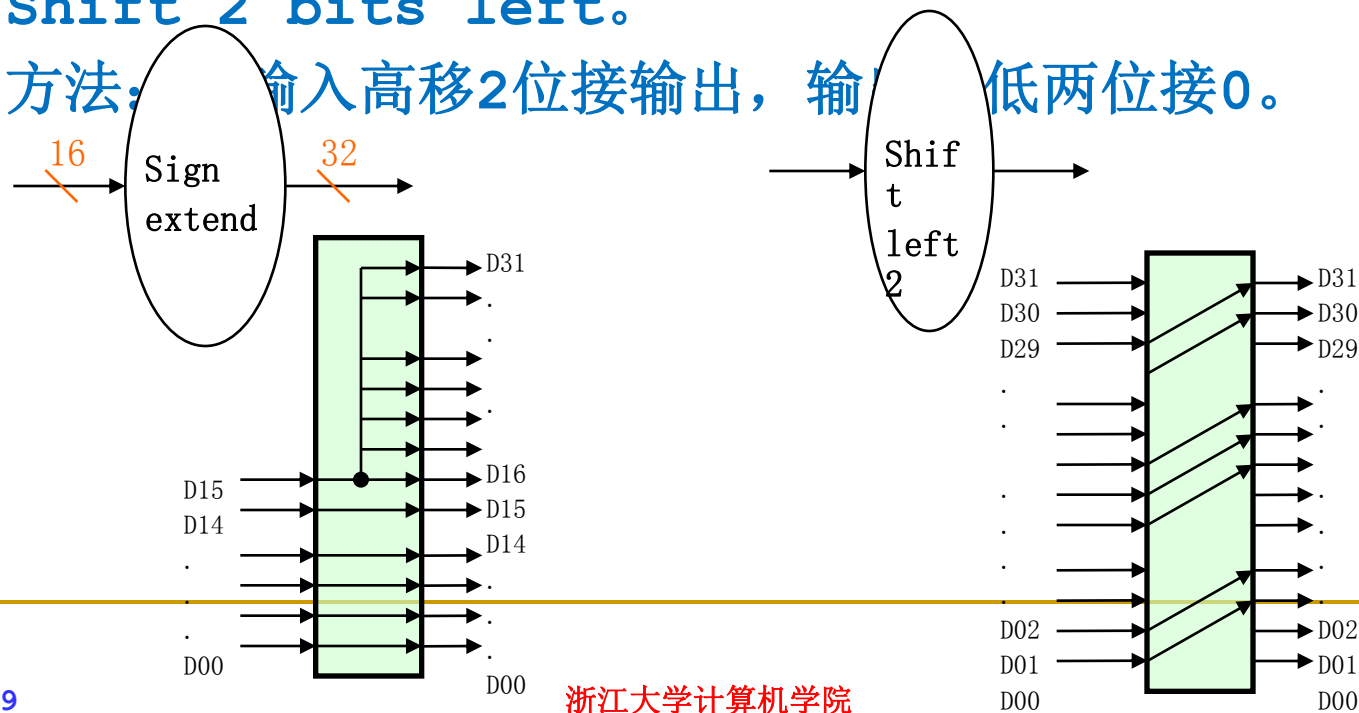 Shift 2 bits left。
方法: 输入高移2位接输出，输 低两位接0。
16
Sign
extend
32
Shif
t
left
2
D31
.
.
.
D16
D15
D14
.
.
.
D00
D15
D14
.
.
.
D00
D31
D30
D29
.
.
.
.
.
.
D02
D01
D00
D31
D30
D29
.
.
.
.
.
.
D02
D01
D00
9
浙江大学计算机学院